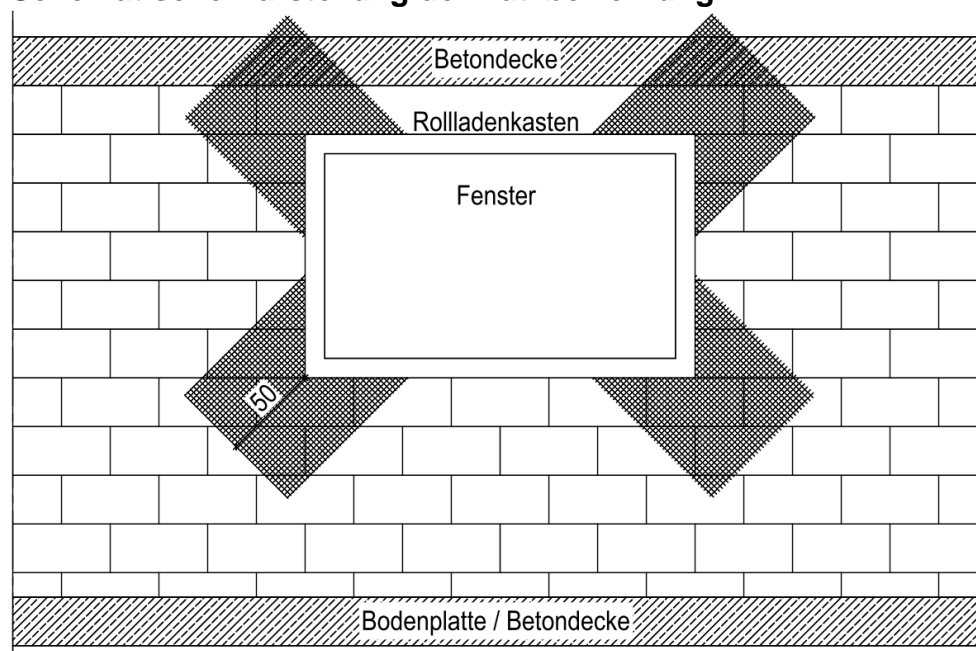 Betondecke
Rollladenkasten
Fenster
50
Bodenplatte / Betondecke